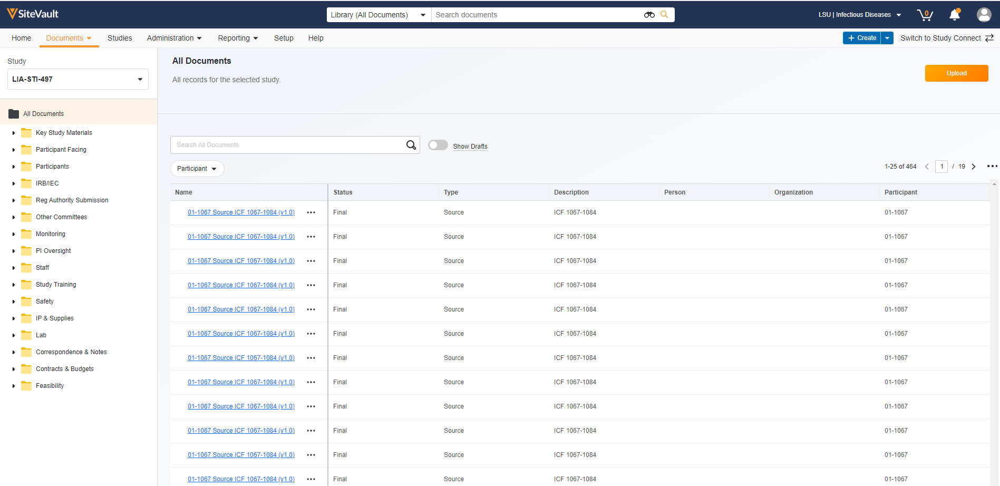 SiteVault
Library (All Documents)
Search documents
LSU | Infectious Diseases
0
Home
Documents
Studies
Administration
Reporting
Setup
Help
+ Create
Switch to Study Connect
Study
LIA-STI-497
All Documents
Key Study Materials
Participant Facing
Participants
IRB/IEC
Reg Authority Submission
Other Committees
Monitoring
PI Oversight
Staff
Study Training
Safety
IP & Supplies
Lab
Correspondence & Notes
Contracts & Budgets
Feasibility
All Documents
All records for the selected study.
Upload
Search All Documents
Show Drafts
Participant
1-25 of 464
1 / 19
Name Status Type Description Person Organization Participant
01-1067 Source ICF 1067-1084 (v1.0) Final Source ICF 1067-1084 01-1067
01-1067 Source ICF 1067-1084 (v1.0) Final Source ICF 1067-1084 01-1067
01-1067 Source ICF 1067-1084 (v1.0) Final Source ICF 1067-1084 01-1067
01-1067 Source ICF 1067-1084 (v1.0) Final Source ICF 1067-1084 01-1067
01-1067 Source ICF 1067-1084 (v1.0) Final Source ICF 1067-1084 01-1067
01-1067 Source ICF 1067-1084 (v1.0) Final Source ICF 1067-1084 01-1067
01-1067 Source ICF 1067-1084 (v1.0) Final Source ICF 1067-1084 01-1067
01-1067 Source ICF 1067-1084 (v1.0) Final Source ICF 1067-1084 01-1067
01-1067 Source ICF 1067-1084 (v1.0) Final Source ICF 1067-1084 01-1067
01-1067 Source ICF 1067-1084 (v1.0) Final Source ICF 1067-1084 01-1067
01-1067 Source ICF 1067-1084 (v1.0) Final Source ICF 1067-1084 01-1067
01-1067 Source ICF 1067-1084 (v1.0) Final Source ICF 1067-1084 01-1067